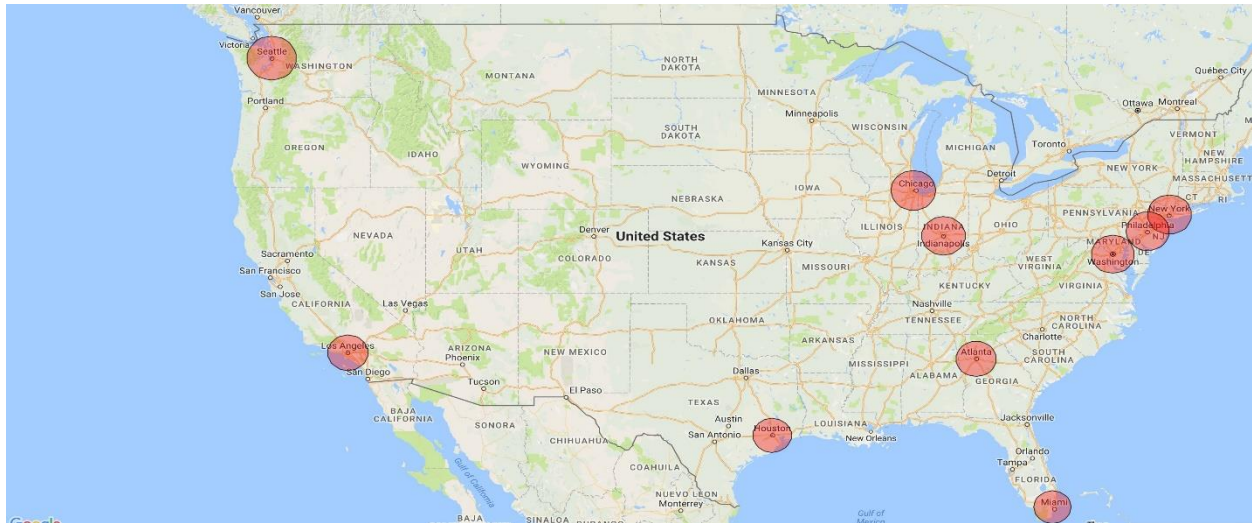 Vancouver
Victoria
Seattle
WASHINGTON
Portland
OREGON
IDAHO
MONTANA
NORTH
DAKOTA
SOUTH
DAKOTA
MINNESOTA
Minneapolis
WISCONSIN
MICHIGAN
Toronto
Ottawa
Montreal
Québec City
VERMONT
NEW
HAMPSHIRE
MASSACHUSETTS
CT
RI
NEW YORK
New York
Detroit
Chicago
IOWA
NEBRASKA
WYOMING
NEVADA
UTAH
Denver
COLORADO
United States
KANSAS
Kansas City
MISSOURI
ILLINOIS
INDIANA
Indianapolis
OHIO
PENNSYLVANIA
Philadelphia
NJ
MARYLAND
DE
Washington
WEST
VIRGINIA
VIRGINIA
KENTUCKY
Nashville
TENNESSEE
NORTH
CAROLINA
Charlotte
SOUTH
CAROLINA
Atlanta
GEORGIA
ALABAMA
MISSISSIPPI
ARKANSAS
OKLAHOMA
NEW MEXICO
ARIZONA
Phoenix
Tucson
Las Vegas
CALIFORNIA
Sacramento
San Francisco
San Jose
Los Angeles
San Diego
BAJA
CALIFORNIA
SONORA
El Paso
CHIHUAHUA
COAHUILA
NUEVO LEON
Monterrey
TEXAS
Dallas
Austin
San Antonio
Houston
LOUISIANA
New Orleans
Jacksonville
Orlando
Tampa
FLORIDA
Miami
Gulf of California
Gulf of
Mexico
BAJA
SINALOA
DURANGO
Google